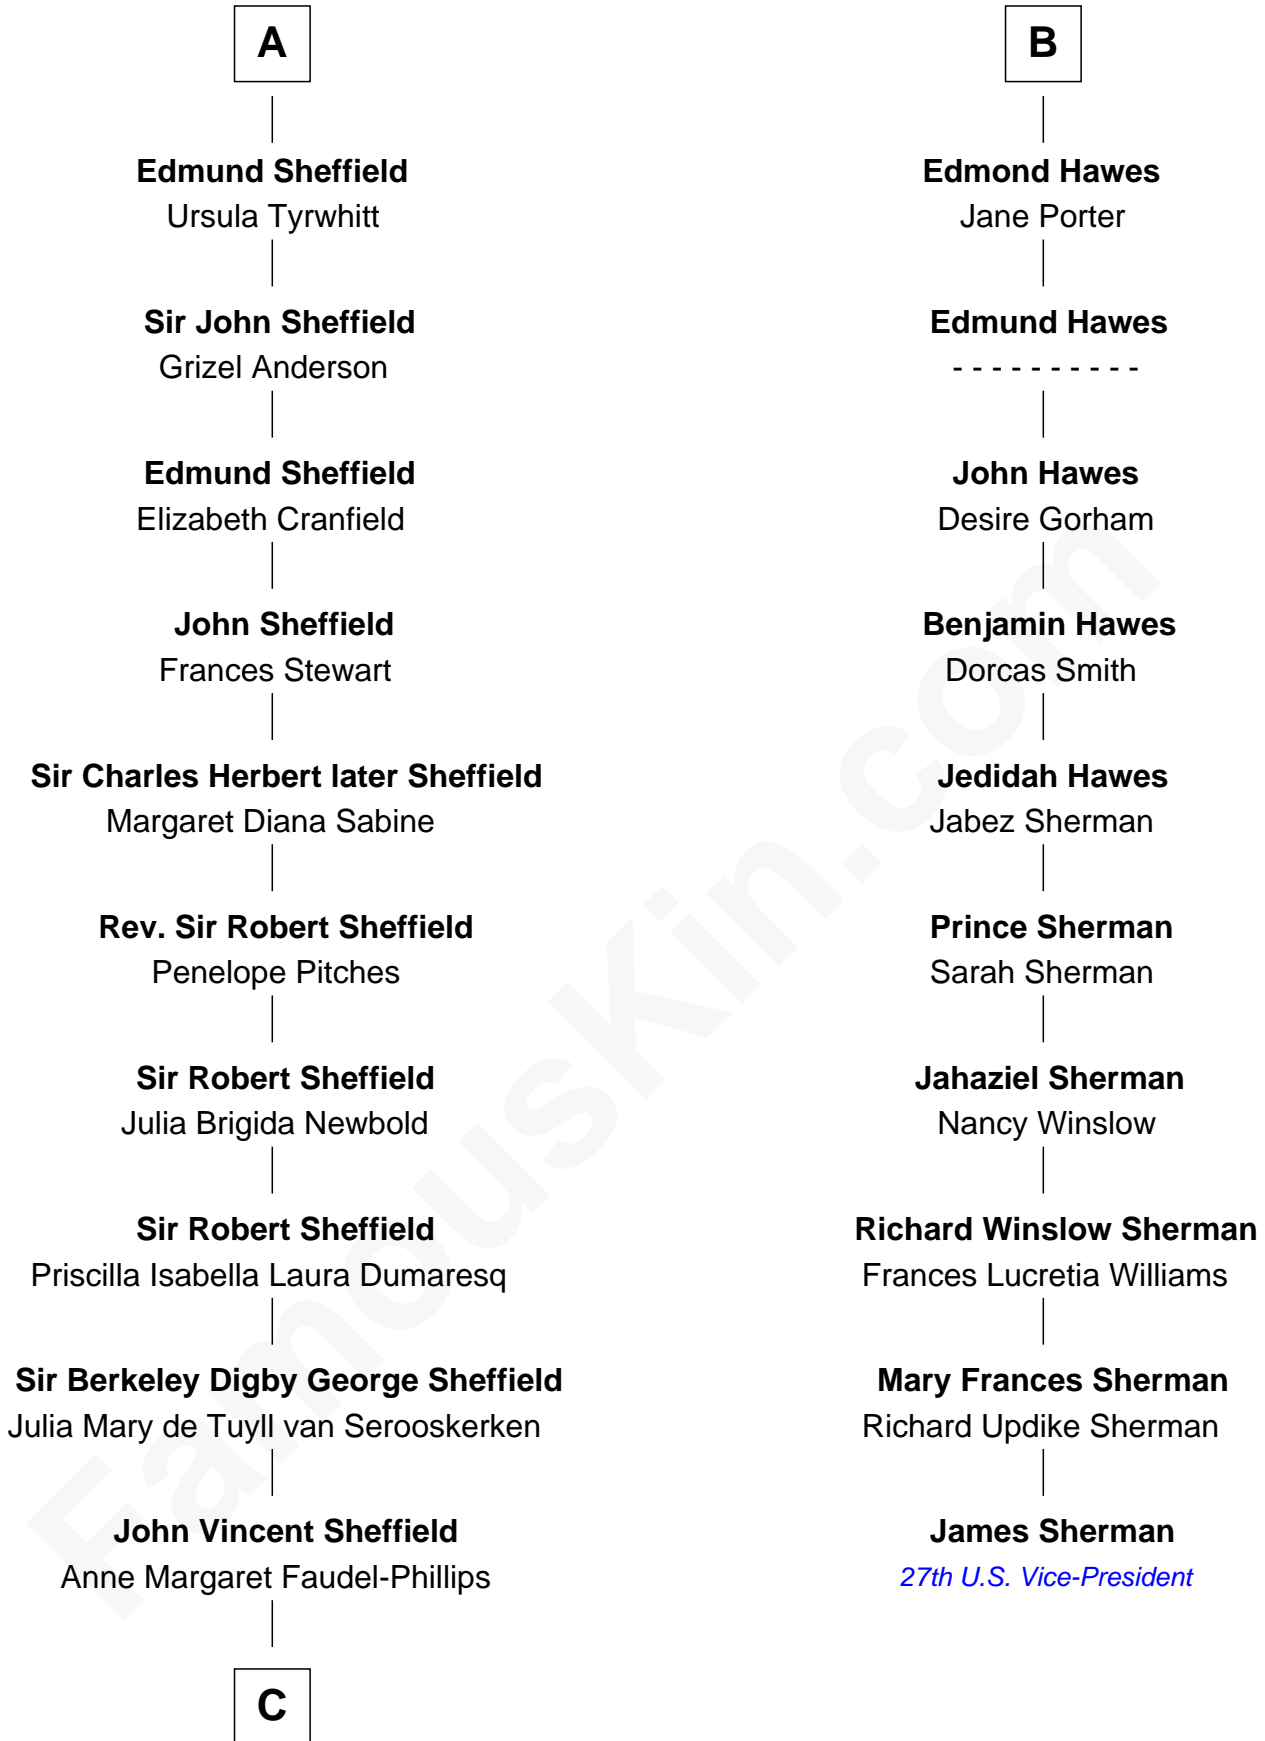 A
Edmund Sheffield
Ursula Tyrwhitt
Sir John Sheffield
Grizel Anderson
Edmund Sheffield
Elizabeth Cranfield
John Sheffield
Frances Stewart
Sir Charles Herbert later Sheffield
Margaret Diana Sabine
Rev. Sir Robert Sheffield
Penelope Pitches
Sir Robert Sheffield
Julia Brigida Newbold
Sir Robert Sheffield
Priscilla Isabella Laura Dumaresq
Sir Berkeley Digby George Sheffield
Julia Mary de Tuyll van Serooskerken
John Vincent Sheffield
Anne Margaret Faudel-Phillips
C
B
Edmond Hawes
Jane Porter
Edmund Hawes
- - - - - - - - - -
John Hawes
Desire Gorham
Benjamin Hawes
Dorcas Smith
Jedidah Hawes
Jabez Sherman
Prince Sherman
Sarah Sherman
Jahaziel Sherman
Nancy Winslow
Richard Winslow Sherman
Frances Lucretia Williams
Mary Frances Sherman
Richard Updike Sherman
James Sherman
27th U.S. Vice-President
FamousKin.com